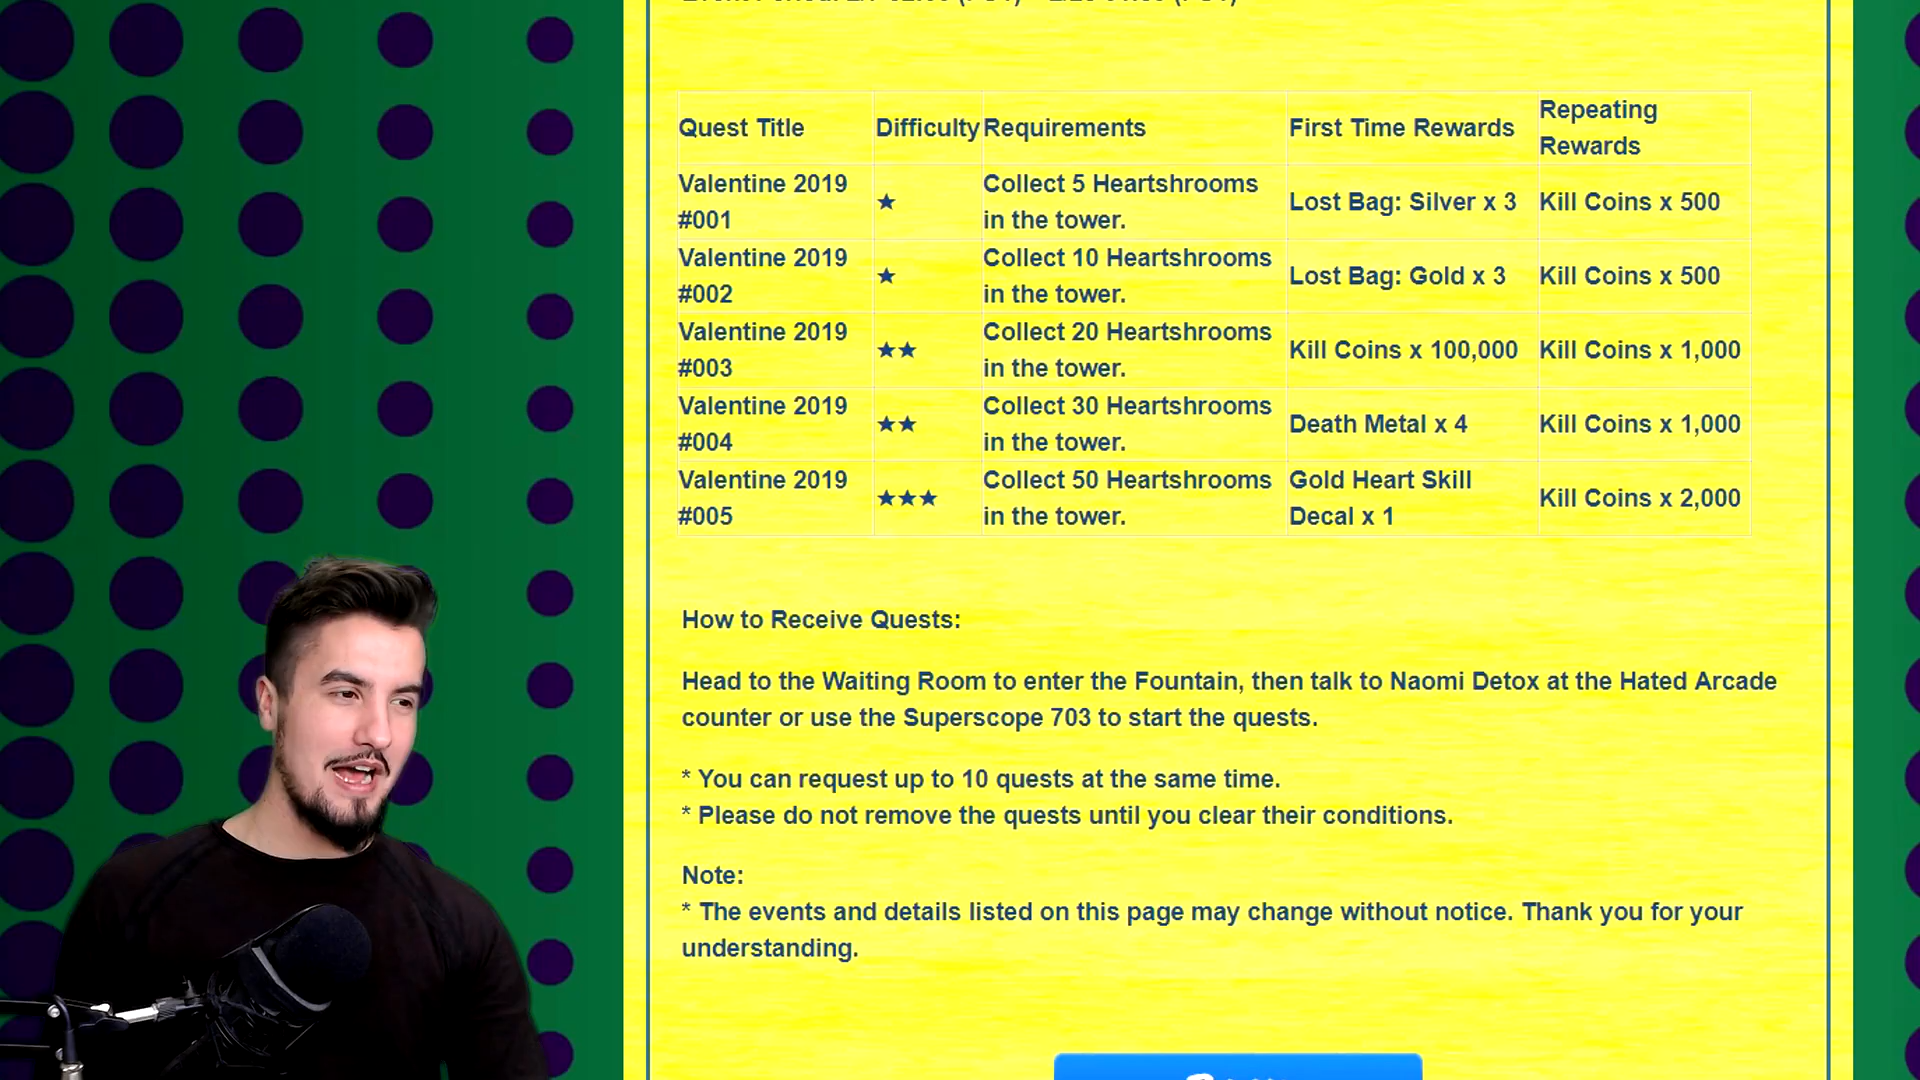 Quest Title
Difficulty
Requirements
First Time Rewards
Repeating
Rewards
Valentine 2019
#001
★
Collect 5 Heartshrooms
in the tower.
Lost Bag: Silver x 3
Kill Coins x 500
Valentine 2019
#002
★
Collect 10 Heartshrooms
in the tower.
Lost Bag: Gold x 3
Kill Coins x 500
Valentine 2019
#003
★★
Collect 20 Heartshrooms
in the tower.
Kill Coins x 100,000
Kill Coins x 1,000
Valentine 2019
#004
★★
Collect 30 Heartshrooms
in the tower.
Death Metal x 4
Kill Coins x 1,000
Valentine 2019
#005
★★★
Collect 50 Heartshrooms
in the tower.
Gold Heart Skill
Decal x 1
Kill Coins x 2,000
How to Receive Quests:
Head to the Waiting Room to enter the Fountain, then talk to Naomi Detox at the Hated Arcade
counter or use the Superscope 703 to start the quests.
* You can request up to 10 quests at the same time.
* Please do not remove the quests until you clear their conditions.
Note:
* The events and details listed on this page may change without notice. Thank you for your
understanding.